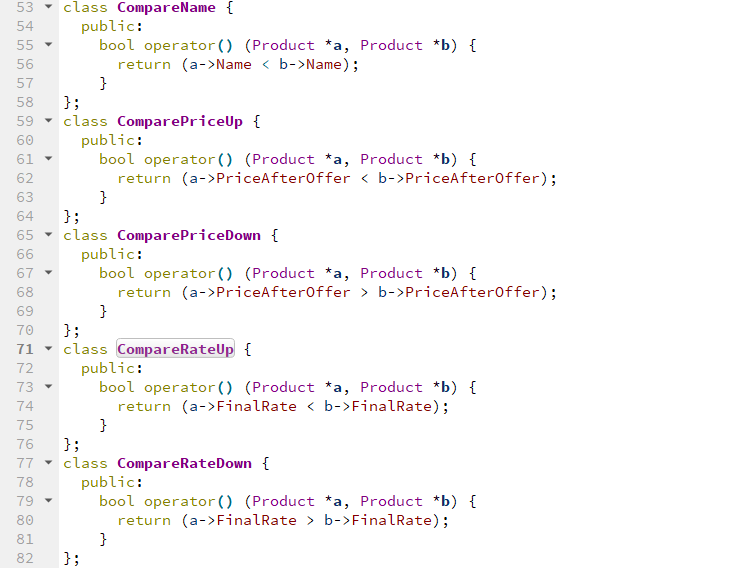 53 class CompareName {
54   public:
55     bool operator() (Product *a, Product *b) {
56       return (a->Name < b->Name);
57     }
58 };
59 class ComparePriceUp {
60   public:
61     bool operator() (Product *a, Product *b) {
62       return (a->PriceAfterOffer < b->PriceAfterOffer);
63     }
64 };
65 class ComparePriceDown {
66   public:
67     bool operator() (Product *a, Product *b) {
68       return (a->PriceAfterOffer > b->PriceAfterOffer);
69     }
70 };
71 class CompareRateUp {
72   public:
73     bool operator() (Product *a, Product *b) {
74       return (a->FinalRate < b->FinalRate);
75     }
76 };
77 class CompareRateDown {
78   public:
79     bool operator() (Product *a, Product *b) {
80       return (a->FinalRate > b->FinalRate);
81     }
82 };